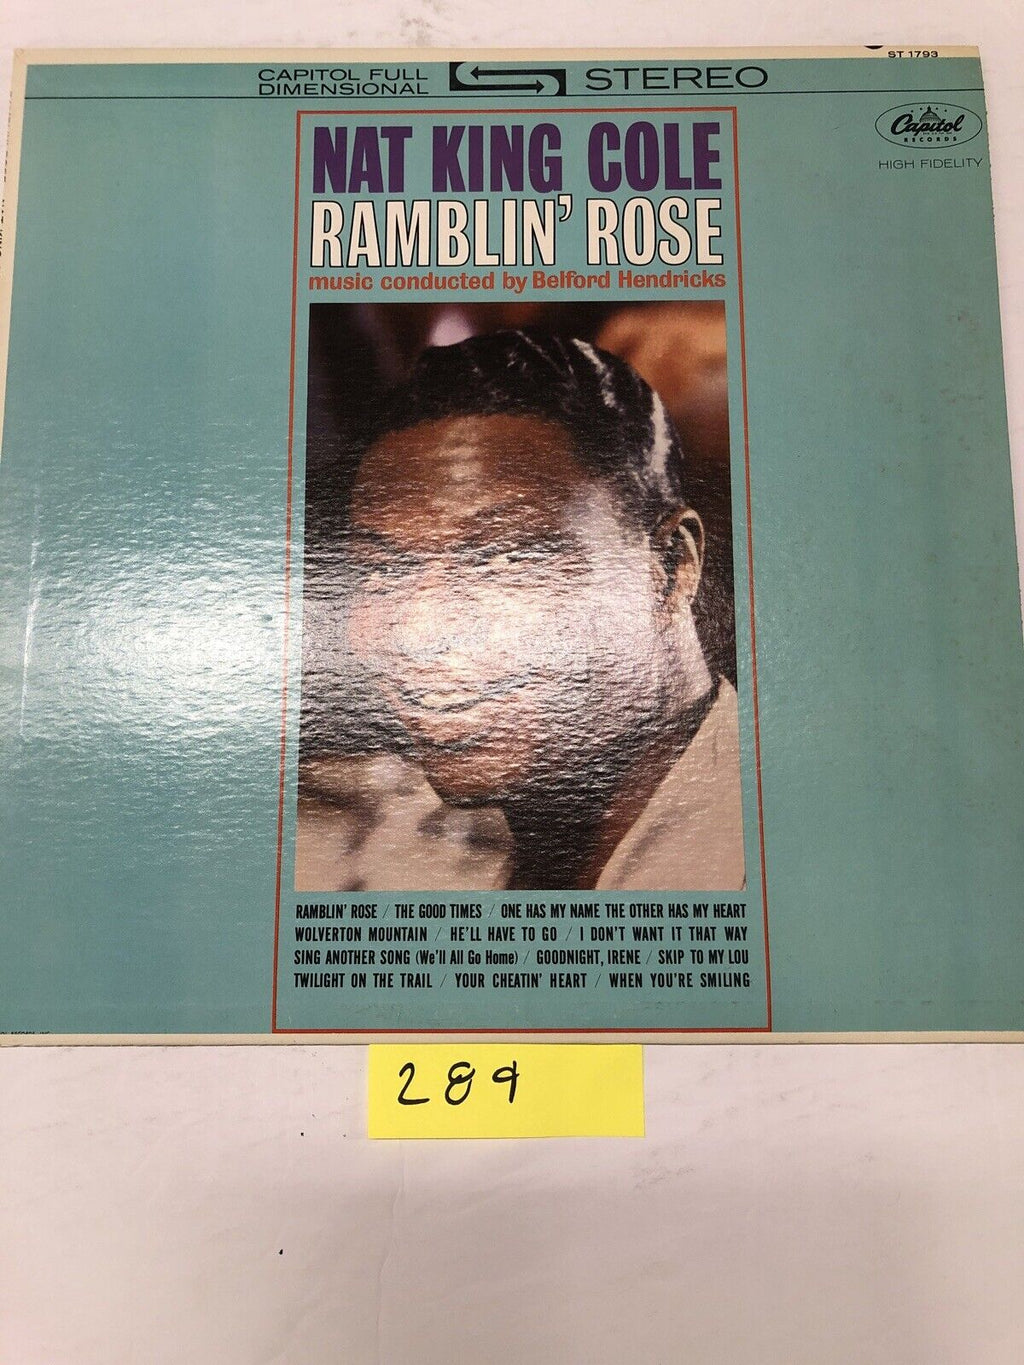 ST 1793
CAPITOL FULL
DIMENSIONAL
STEREO
Capitol
RECORDS
HIGH FIDELITY
NAT KING COLE
RAMBLIN' ROSE
music conducted by Belford Hendricks
RAMBLIN' ROSE / THE GOOD TIMES / ONE HAS MY NAME THE OTHER HAS MY HEART
WOLVERTON MOUNTAIN / HE'LL HAVE TO GO / I DON'T WANT IT THAT WAY
SING ANOTHER SONG (We'll All Go Home) / GOODNIGHT, IRENE / SKIP TO MY LOU
TWILIGHT ON THE TRAIL / YOUR CHEATIN' HEART / WHEN YOU'RE SMILING
289